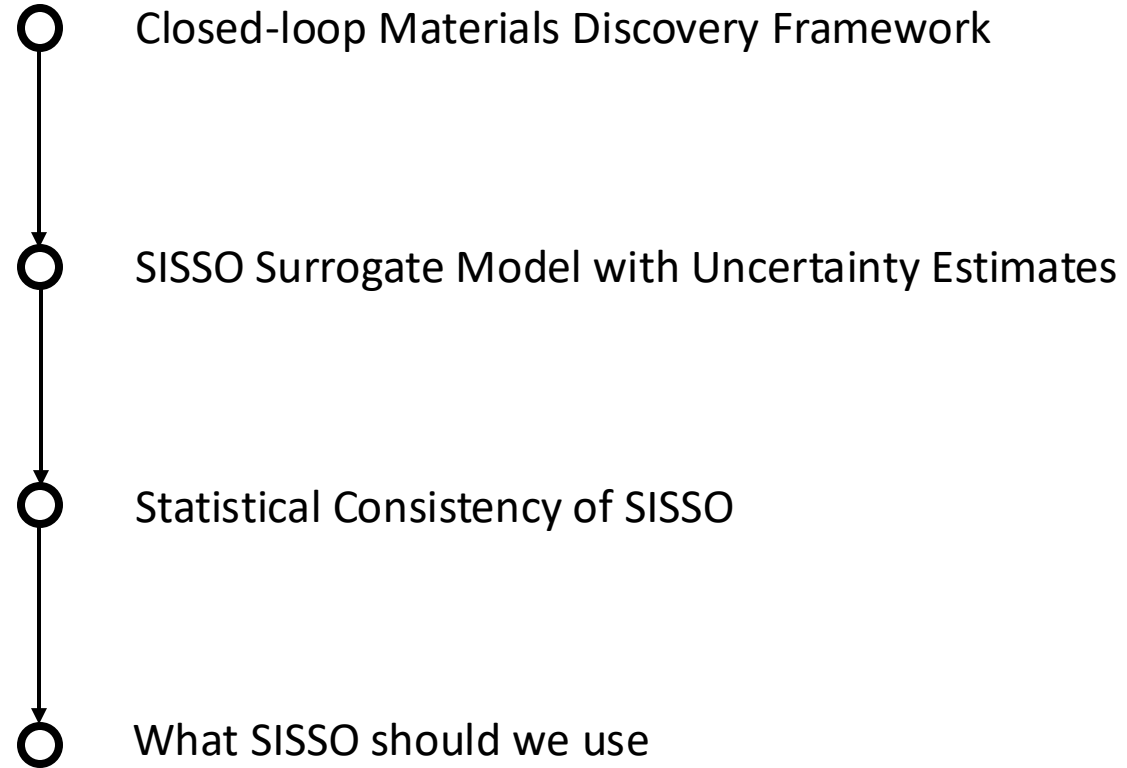 Closed-loop Materials Discovery Framework
SISSO Surrogate Model with Uncertainty Estimates
Statistical Consistency of SISSO
What SISSO should we use